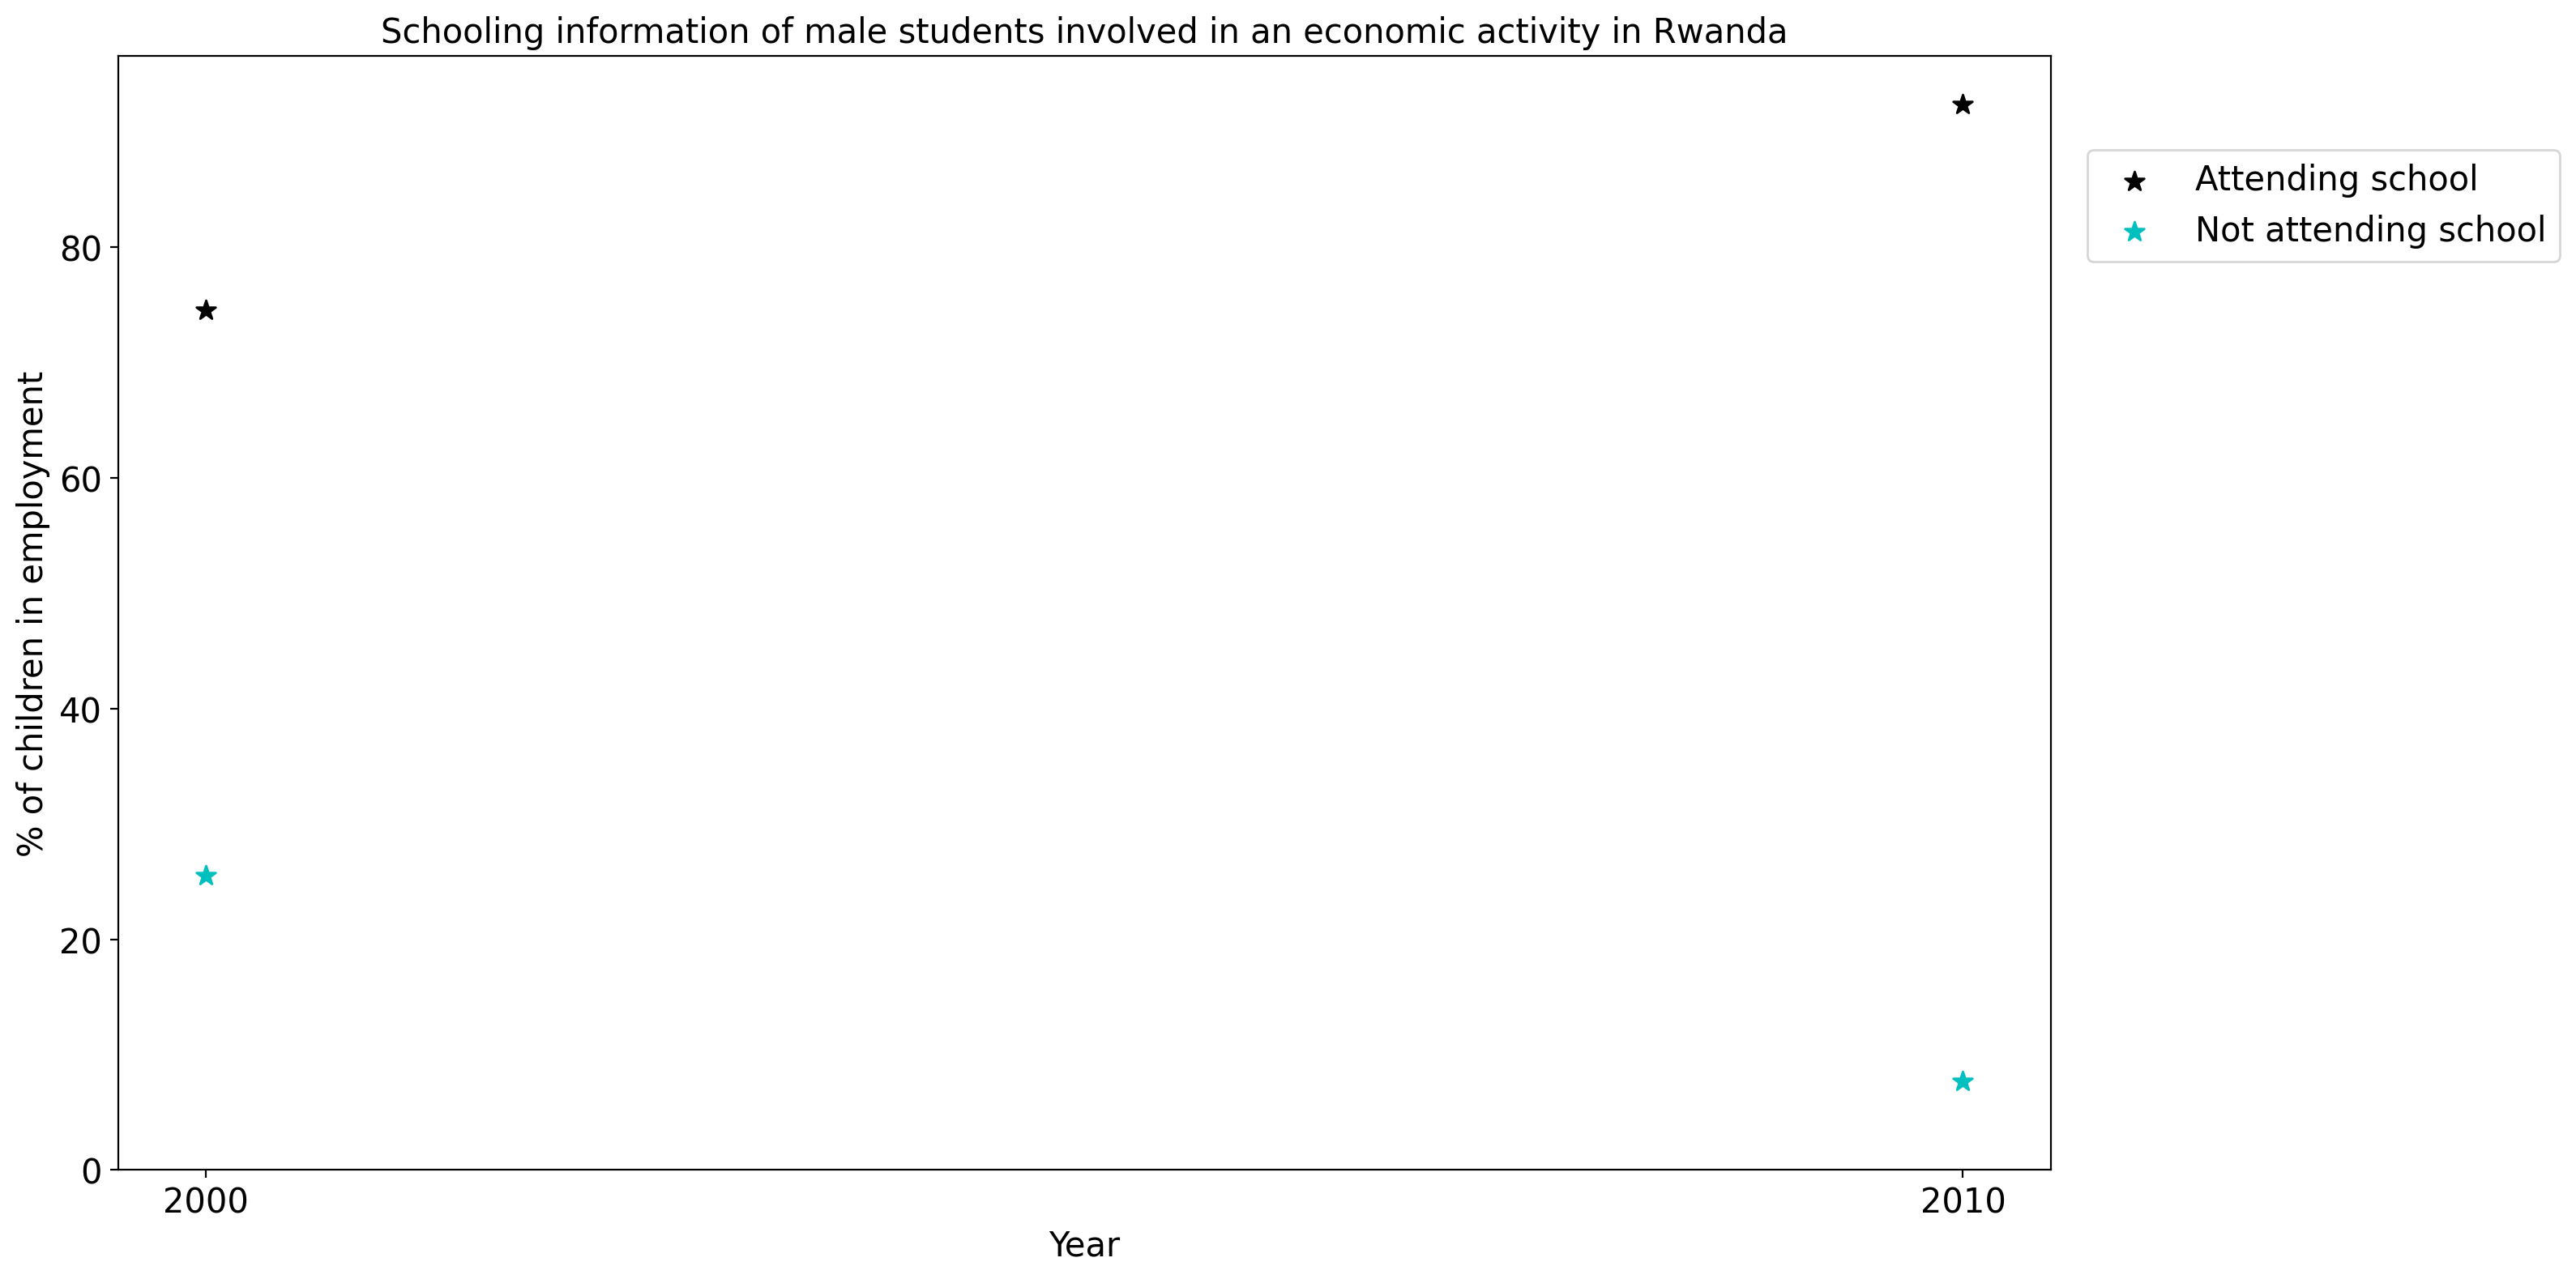 Schooling information of male students involved in an economic activity in Rwanda
% of children in employment
80
60
40
20
0
2000
2010
Year
Attending school
Not attending school